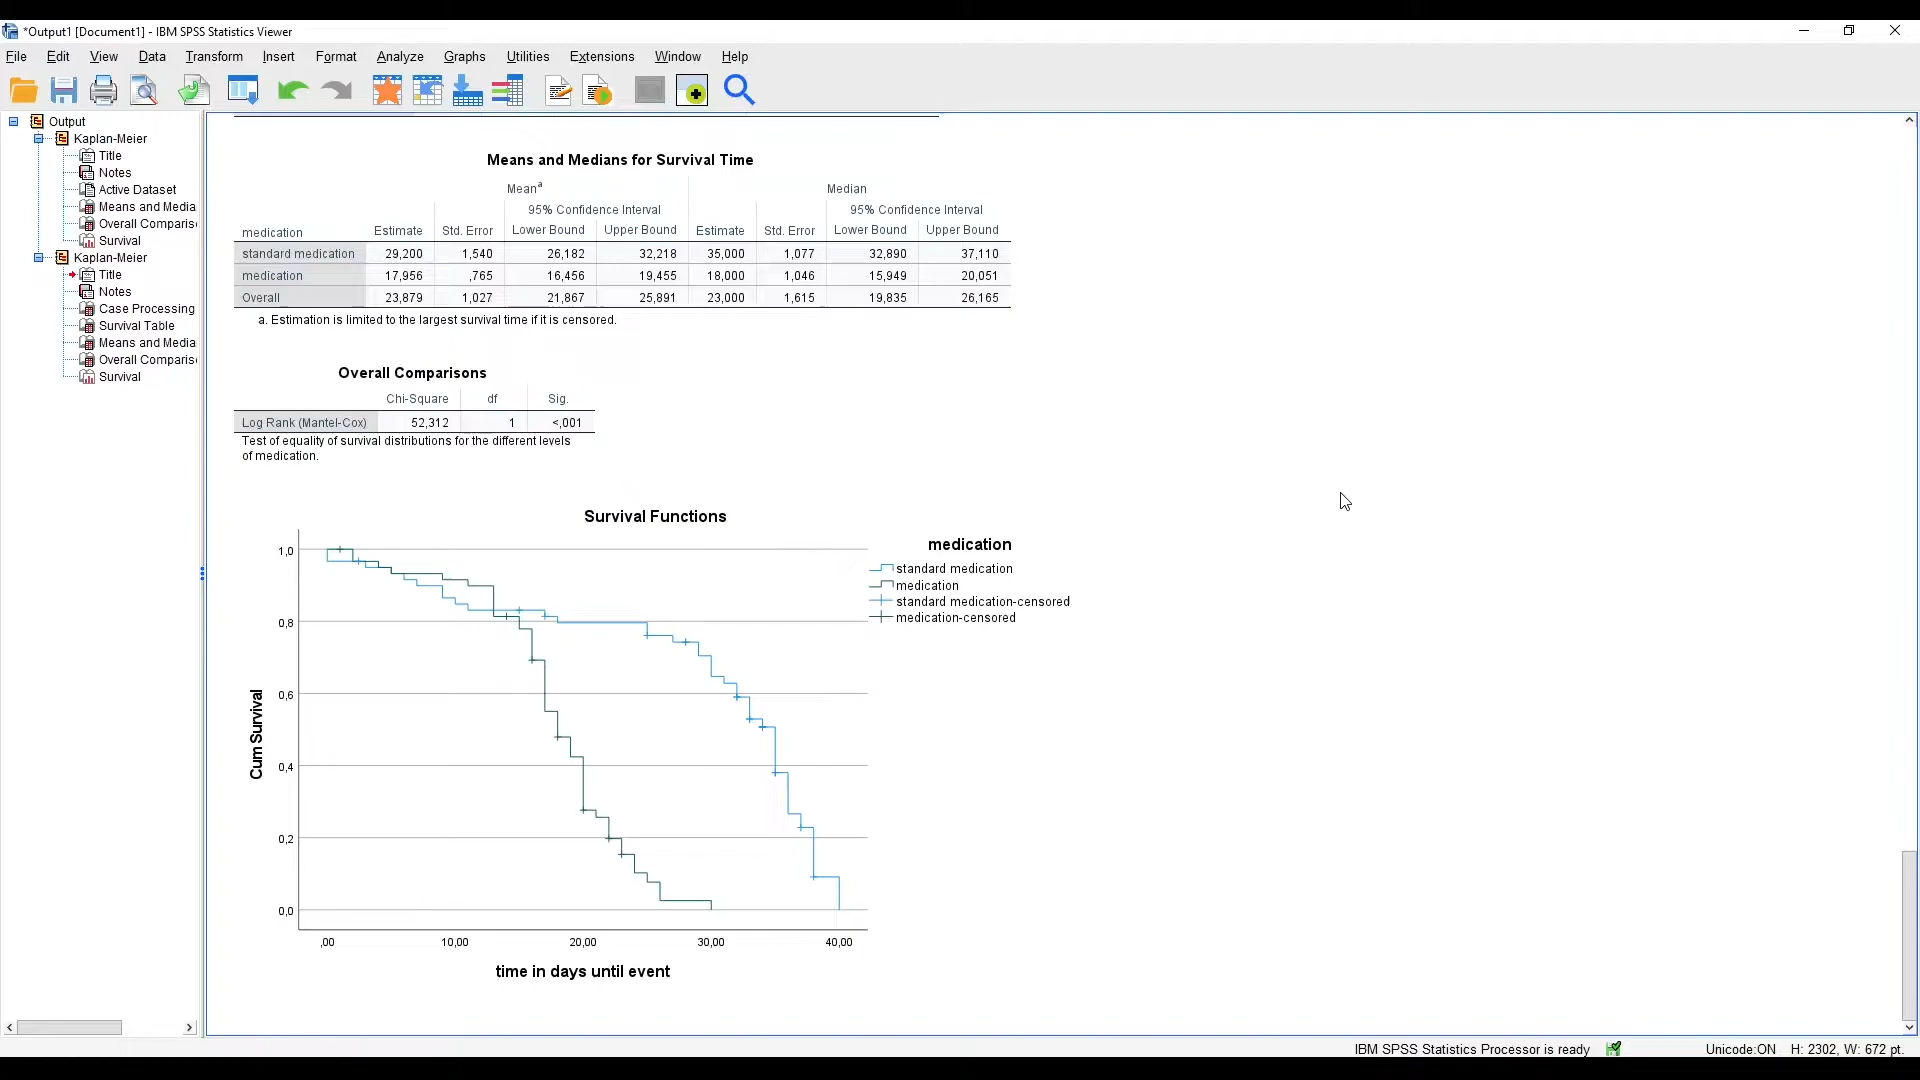 *Output1 [Document1] - IBM SPSS Statistics Viewer
File Edit View Data Transform Insert Format Analyze Graphs Utilities Extensions Window Help
Output
Kaplan-Meier
Title
Notes
Active Dataset
Means and Media
Overall Comparis
Survival
Kaplan-Meier
Title
Notes
Case Processing
Survival Table
Means and Media
Overall Comparis
Survival
Means and Medians for Survival Time
Meana Median
95% Confidence Interval 95% Confidence Interval
medication Estimate Std. Error Lower Bound Upper Bound Estimate Std. Error Lower Bound Upper Bound
standard medication 29,200 1,540 26,182 32,218 35,000 1,077 32,890 37,110
medication 17,956 ,765 16,456 19,455 18,000 1,046 15,949 20,051
Overall 23,879 1,027 21,867 25,891 23,000 1,615 19,835 26,165
a. Estimation is limited to the largest survival time if it is censored.
Overall Comparisons
Chi-Square df Sig.
Log Rank (Mantel-Cox) 52,312 1 <,001
Test of equality of survival distributions for the different levels
of medication.
Survival Functions
medication
standard medication
medication
standard medication-censored
medication-censored
Cum Survival
1,0
0,8
0,6
0,4
0,2
0,0
,00 10,00 20,00 30,00 40,00
time in days until event
IBM SPSS Statistics Processor is ready Unicode:ON H: 2302, W: 672 pt.